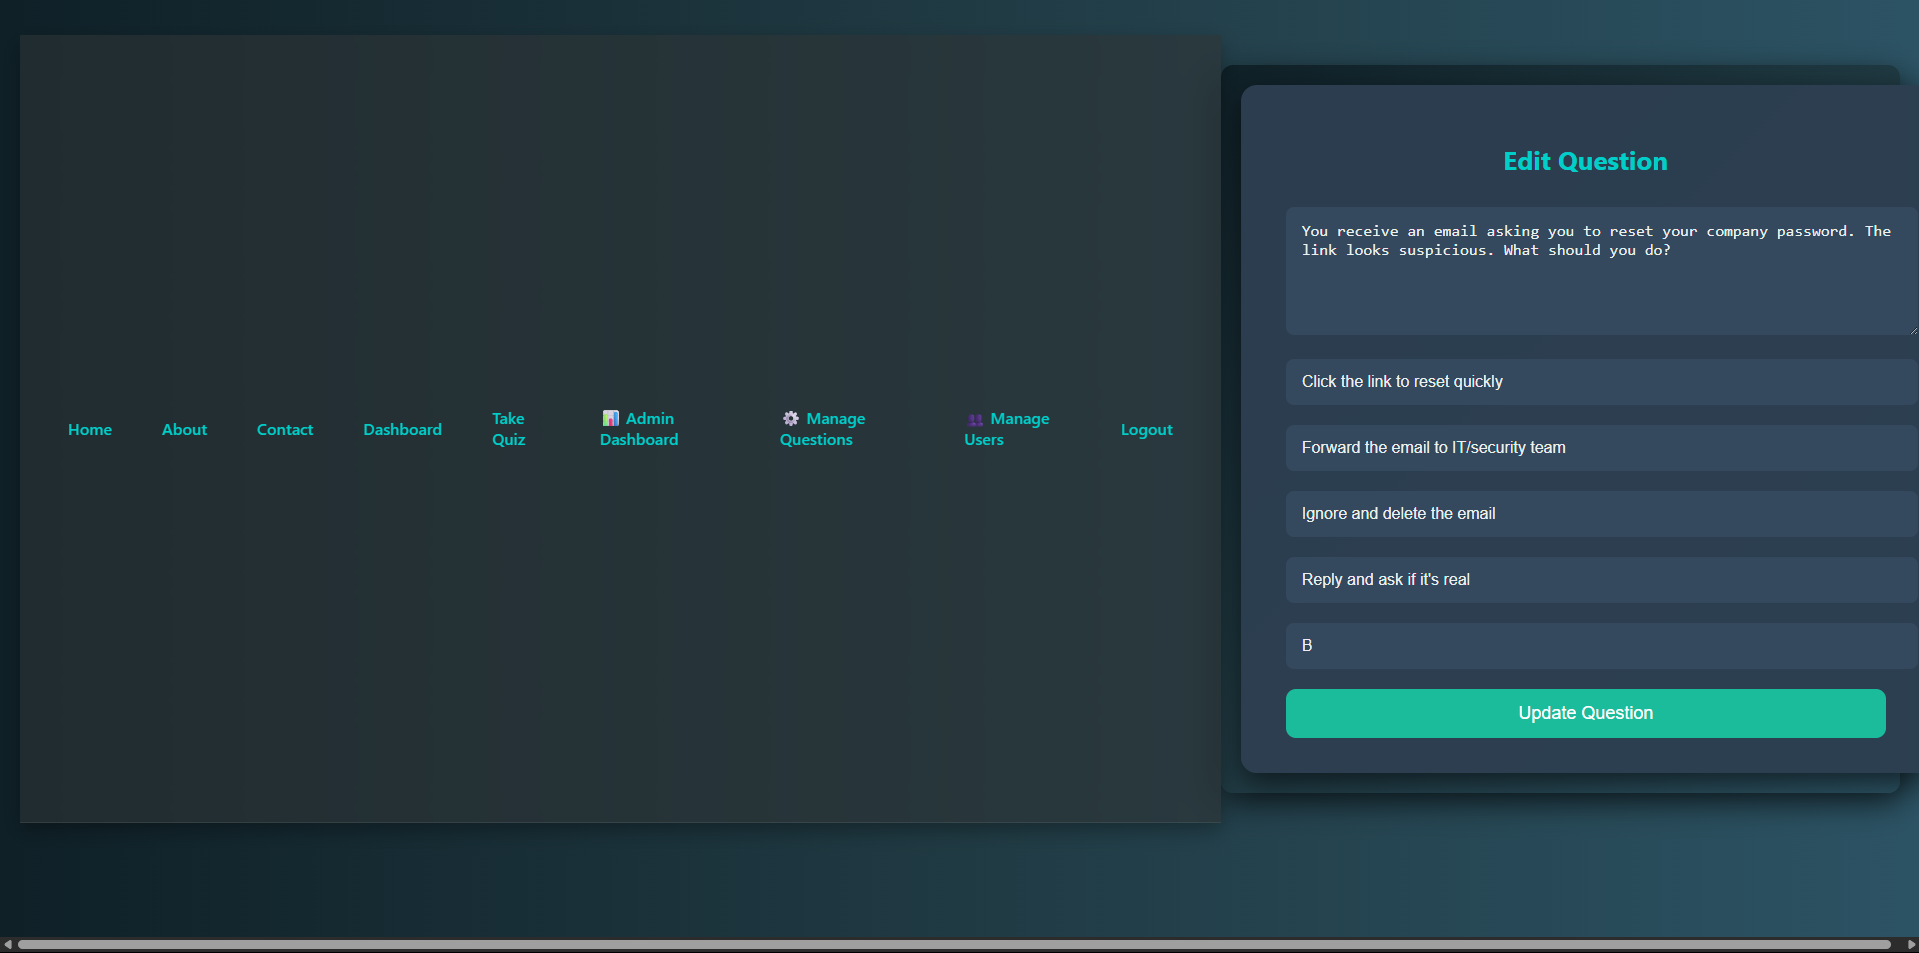 Home
About
Contact
Dashboard
Take
Quiz
Admin
Dashboard
Manage
Questions
Manage
Users
Logout
Edit Question
You receive an email asking you to reset your company password. The
link looks suspicious. What should you do?
Click the link to reset quickly
Forward the email to IT/security team
Ignore and delete the email
Reply and ask if it's real
B
Update Question